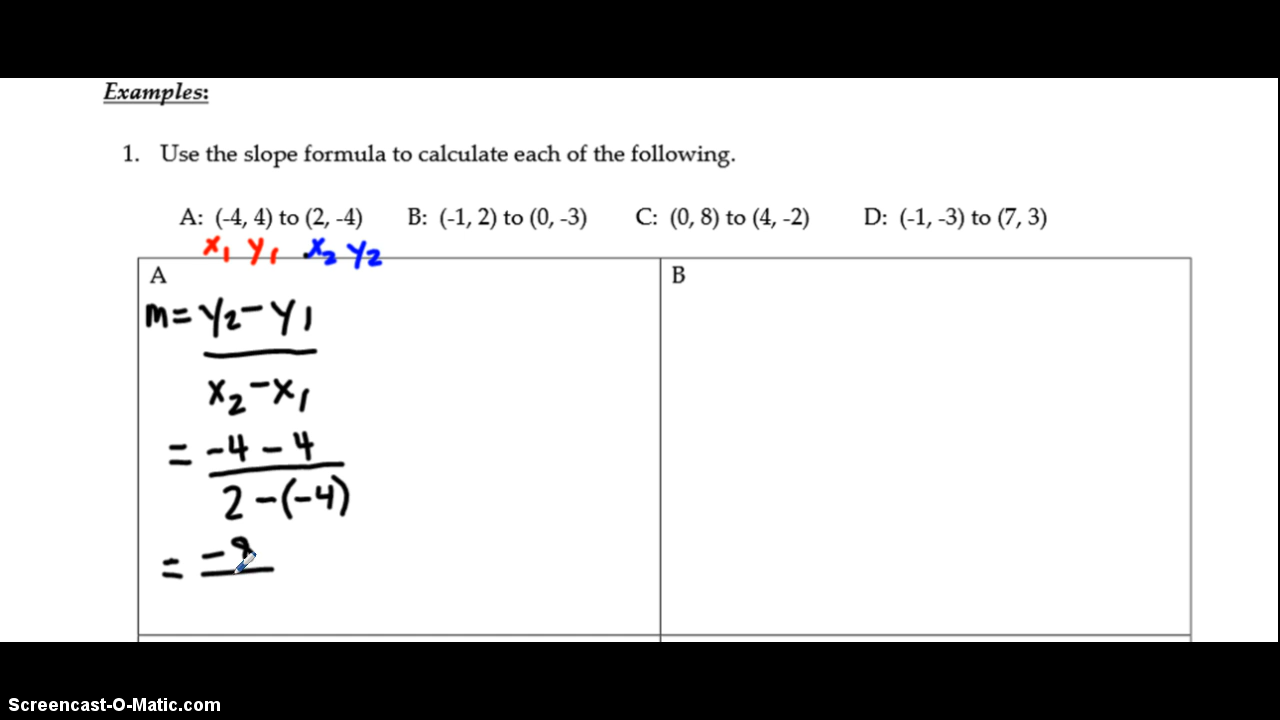 Examples:
1. Use the slope formula to calculate each of the following.
A: (-4, 4) to (2, -4) B: (-1, 2) to (0, -3) C: (0, 8) to (4, -2) D: (-1, -3) to (7, 3)
x₁ y₁ x₂ y₂
A
B
m = y₂ - y₁
x₂ - x₁
= -4 - 4
2 - (-4)
= -8
Screencast-O-Matic.com